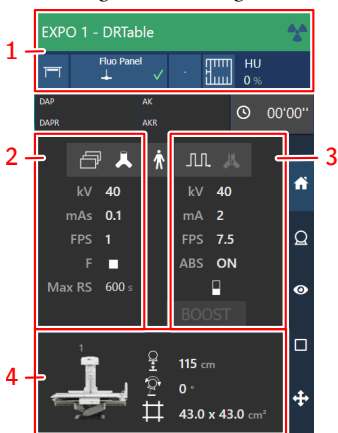 EXPO 1 - DRTable
1
Fluo Panel
HU
0 %
DAP AK
00'00''
DAPR AKR
2
3
kV 40 kV 40
mAs 0.1 mA 2
FPS 1 FPS 7.5
F ABS ON
Max RS 600 s
BOOST
1
115 cm
4
0 °
43.0 x 43.0 cm²